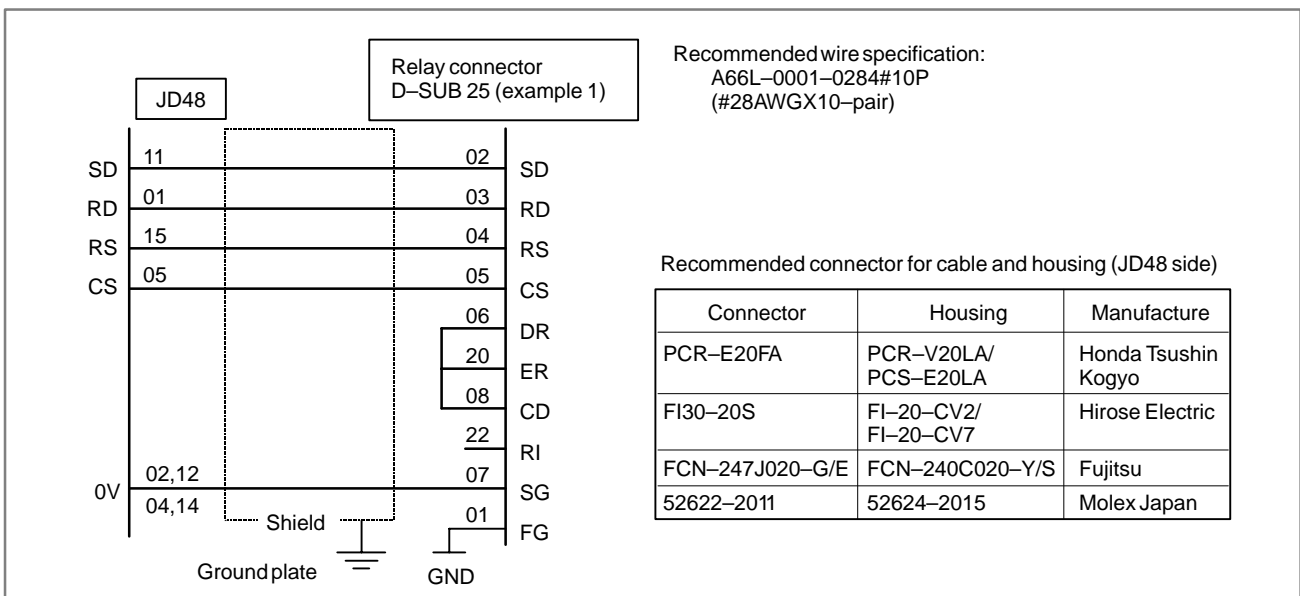 Relay connector
D–SUB 25 (example 1)
JD48
Recommended wire specification:
A66L–0001–0284#10P
(#28AWGX10–pair)
SD 11 02 SD
RD 01 03 RD
RS 15 04 RS
CS 05 05 CS
06 DR
20 ER
08 CD
22 RI
0V 02,12 07 SG
04,14
Shield
01 FG
Ground plate
GND
Recommended connector for cable and housing (JD48 side)
Connector Housing Manufacture
PCR–E20FA PCR–V20LA/ Honda Tsushin
PCS–E20LA Kogyo
FI30–20S FI–20–CV2/ Hirose Electric
FI–20–CV7
FCN–247J020–G/E FCN–240C020–Y/S Fujitsu
52622–2011 52624–2015 Molex Japan